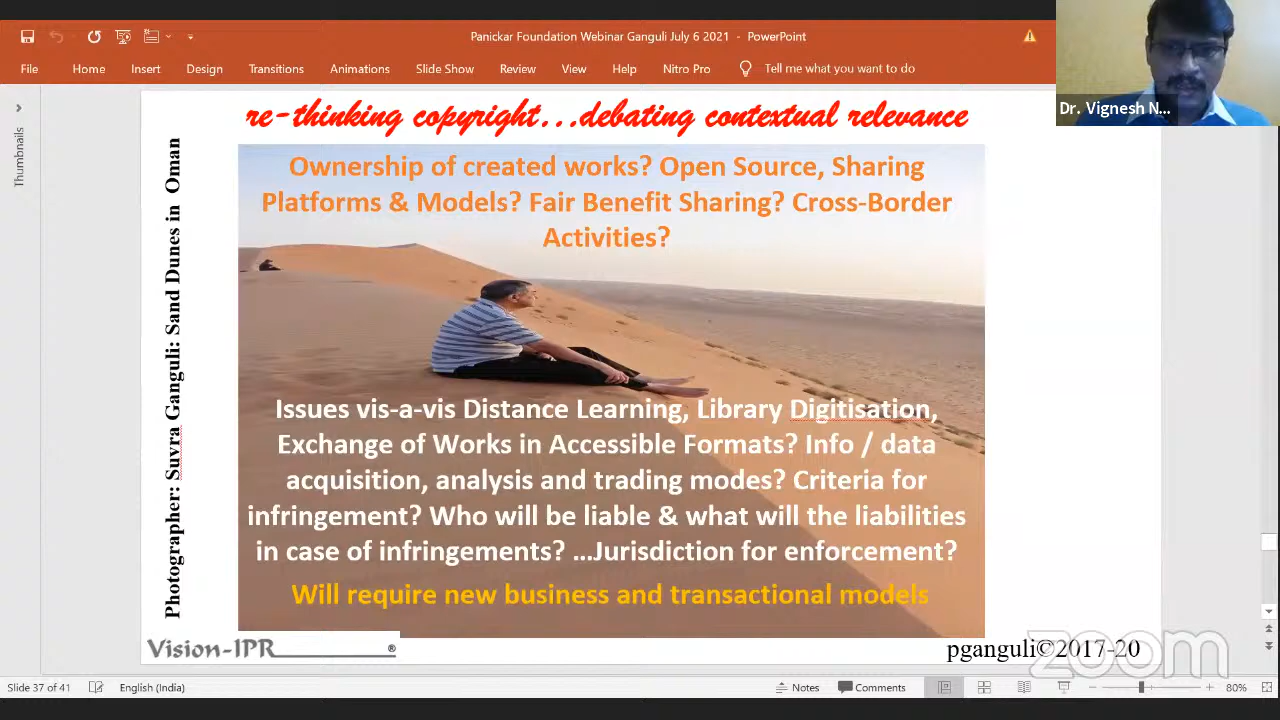 Panickar Foundation Webinar Ganguli July 6 2021 - PowerPoint
File Home Insert Design Transitions Animations Slide Show Review View Help Nitro Pro Tell me what you want to do
Dr. Vignesh N...
Thumbnails
re-thinking copyright...debating contextual relevance
Photographer: Suvra Ganguli: Sand Dunes in Oman
Ownership of created works? Open Source, Sharing
Platforms & Models? Fair Benefit Sharing? Cross-Border
Activities?
Issues vis-a-vis Distance Learning, Library Digitisation,
Exchange of Works in Accessible Formats? Info / data
acquisition, analysis and trading modes? Criteria for
infringement? Who will be liable & what will the liabilities
in case of infringements? ...Jurisdiction for enforcement?
Will require new business and transactional models
Vision-IPR ®
pganguli©2017-20
zoom
Slide 37 of 41 English (India) Notes Comments 80%